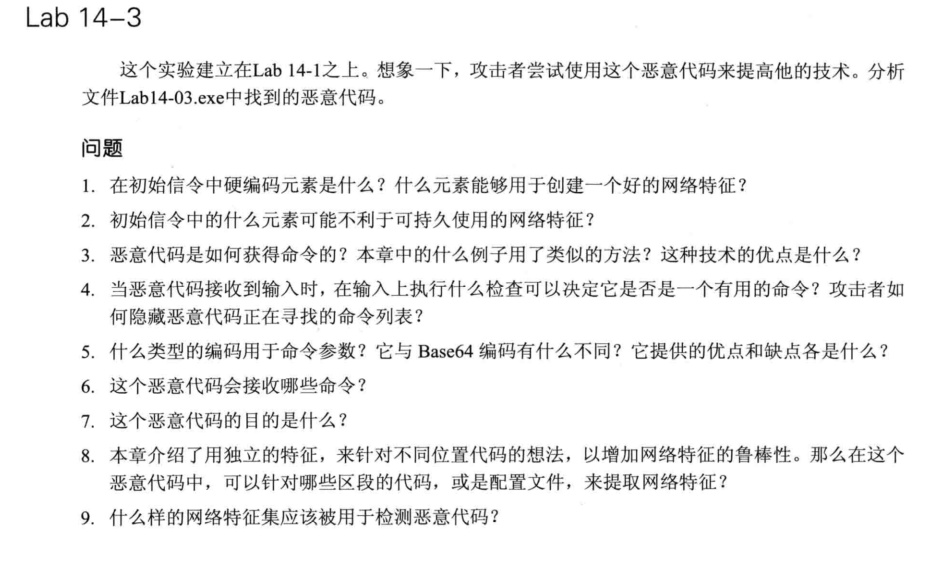 Lab 14–3
这个实验建立在Lab 14-1之上。想象一下，攻击者尝试使用这个恶意代码来提高他的技术。分析
文件Lab14-03.exe中找到的恶意代码。
问题
1. 在初始信令中硬编码元素是什么？什么元素能够用于创建一个好的网络特征？
2. 初始信令中的什么元素可能不利于可持久使用的网络特征？
3. 恶意代码是如何获得命令的？本章中的什么例子用了类似的方法？这种技术的优点是什么？
4. 当恶意代码接收到输入时，在输入上执行什么检查可以决定它是否是一个有用的命令？攻击者如
何隐藏恶意代码正在寻找的命令列表？
5. 什么类型的编码用于命令参数？它与 Base64 编码有什么不同？它提供的优点和缺点各是什么？
6. 这个恶意代码会接收哪些命令？
7. 这个恶意代码的目的是什么？
8. 本章介绍了用独立的特征，来针对不同位置代码的想法，以增加网络特征的鲁棒性。那么在这个
恶意代码中，可以针对哪些区段的代码，或是配置文件，来提取网络特征？
9. 什么样的网络特征集应该被用于检测恶意代码？